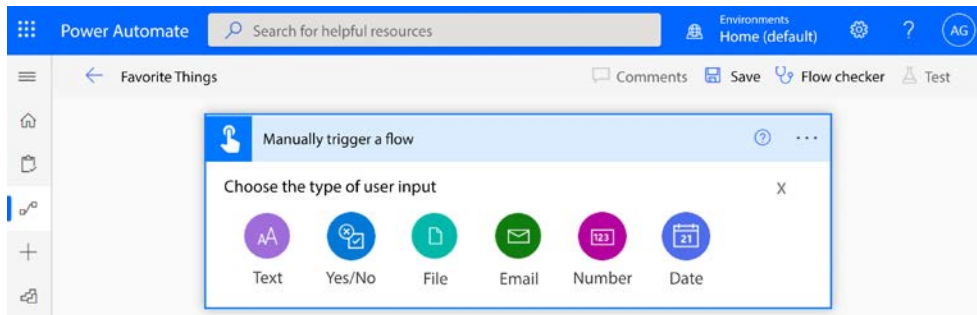 Power Automate
Search for helpful resources
Environments
Home (default)
?
AG
Favorite Things
Comments
Save
Flow checker
Test
Manually trigger a flow
?
...
Choose the type of user input
X
AA
123
21
Text
Yes/No
File
Email
Number
Date